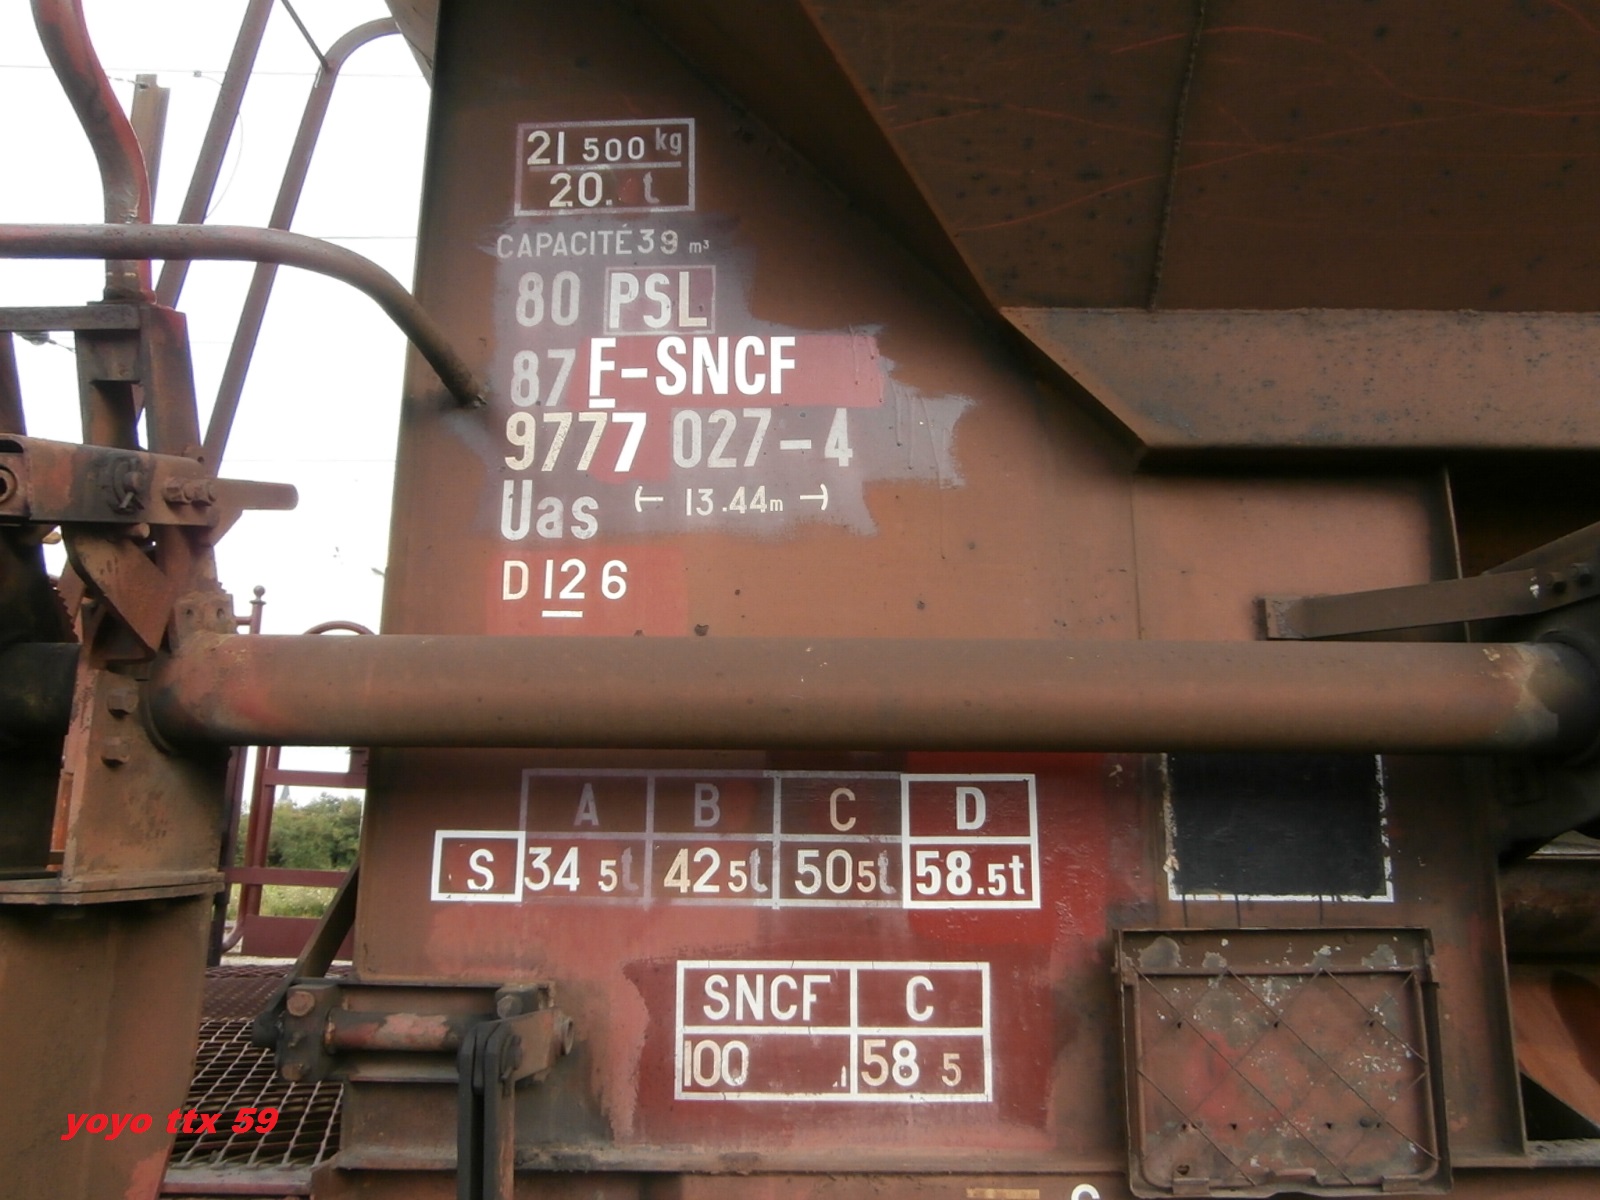 21 500 kg
20. t
CAPACITÉ 39 m³
80 PSL
87 F-SNCF
9777 027-4
Uas 13.44m
D 12 6
A B C D
S 34 5t 42 5t 50 5t 58.5t
SNCF C
100 58 5
yoyo ttx 59